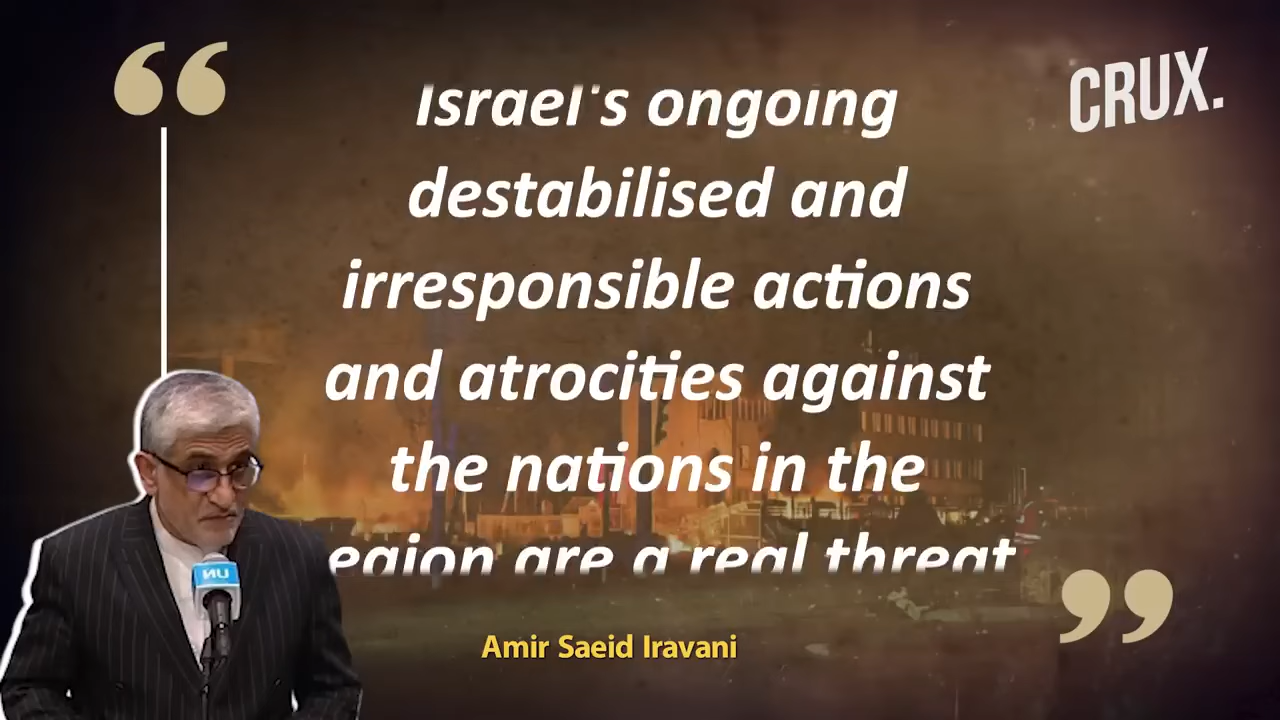 CRUX.
Israel's ongoing
destabilised and
irresponsible actions
and atrocities against
the nations in the
region are a real threat
UN
Amir Saeid Iravani